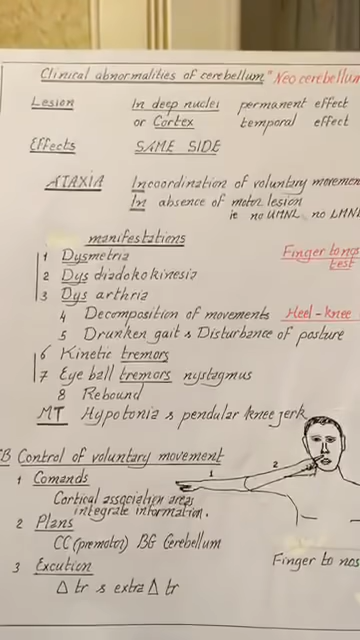 Clinical abnormalities of cerebellum "Neo cerebellum
Lesion In deep nuclei permanent effect
or Cortex temporal effect
Effects SAME SIDE
ATAXIA Incoordination of voluntary movemen
In absence of motor lesion
ie no UMNL no LMNL
manifestations
Finger to nos
test
1 Dysmetria
2 Dys diadokokinesia
3 Dys arthria
4 Decomposition of movements Heel-knee
5 Drunken gait & Disturbance of posture
6 Kinetic tremors
7 Eye ball tremors nystagmus
8 Rebound
MT Hypotonia & pendular knee jerk
CB Control of voluntary movement
1 Comands
Cortical association areas
integrate information.
2 Plans
CC (premotor) BG Cerebellum
3 Excution
Δ tr & extra Δ tr
1 2
Finger to nos